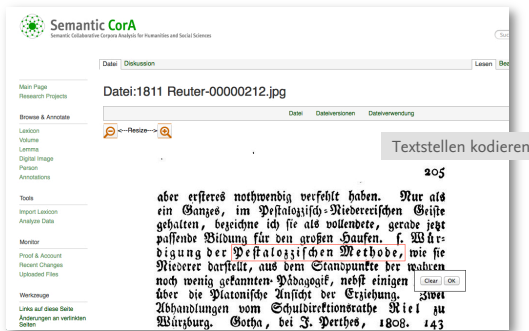 Semantic CorA
Semantic Collaborative Corpora Analysis for Humanities and Social Sciences
Datei Diskussion
Lesen
Main Page
Research Projects
Browse & Annotate
Lexicon
Volume
Lemma
Digital Image
Person
Annotations
Tools
Import Lexicon
Analyze Data
Monitor
Proof & Account
Recent Changes
Uploaded Files
Werkzeuge
Links auf diese Seite
Änderungen an verlinkten
Seiten
Datei:1811 Reuter-00000212.jpg
Datei Dateiversionen Dateiverwendung
<--Resize-->
Textstellen kodieren
205
aber ersteres nothwendig verfehlt haben. Nur als
ein Ganzes, im Pestalozzisch-Niedererischen Geiste
gehalten, bezeichne ich sie als vollendete, gerade jetzt
passende Bildung für den großen Haufen. s. Wür-
digung der Pestalozzischen Methode, wie sie
Niederer darstellt, aus dem Standpunkte der wahren
noch wenig gekannten Pädagogik, nebst einigen
über die Platonische Ansicht der Erziehung. Zwei
Abhandlungen vom Schuldirektionsrathe Riel zu
Würzburg. Gotha, bei J. Perthes, 1808. 143
Clear OK